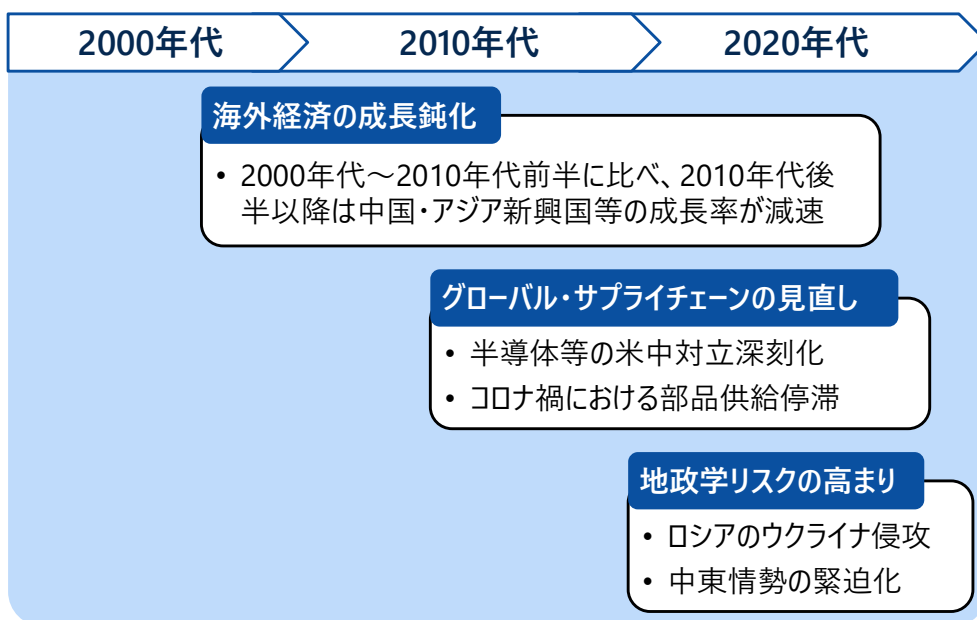 2000年代
2010年代
2020年代
海外経済の成長鈍化
• 2000年代～2010年代前半に比べ、2010年代後
半以降は中国・アジア新興国等の成長率が減速
グローバル・サプライチェーンの見直し
• 半導体等の米中対立深刻化
• コロナ禍における部品供給停滞
地政学リスクの高まり
• ロシアのウクライナ侵攻
• 中東情勢の緊迫化